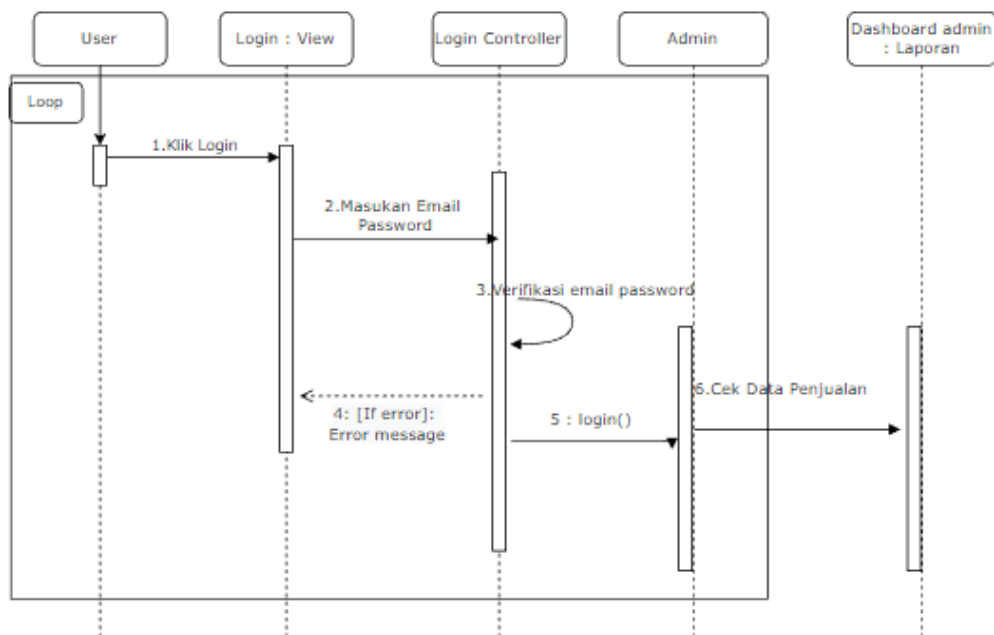 User
Login : View
Login Controller
Admin
Dashboard admin
: Laporan
Loop
1.Klik Login
2.Masukan Email
Password
3.Verifikasi email password
4: [If error]:
Error message
5 : login()
6.Cek Data Penjualan